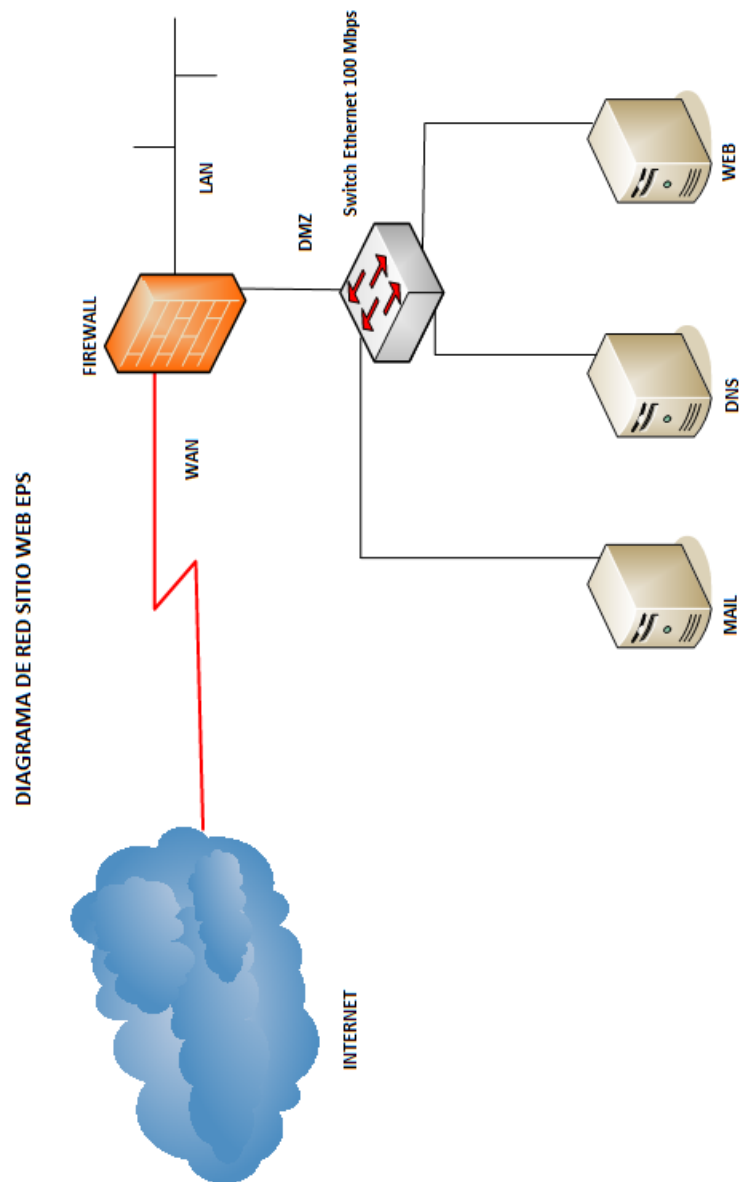 DIAGRAMA DE RED SITIO WEB EPS
FIREWALL
WAN
LAN
INTERNET
DMZ
Switch Ethernet 100 Mbps
MAIL
DNS
WEB